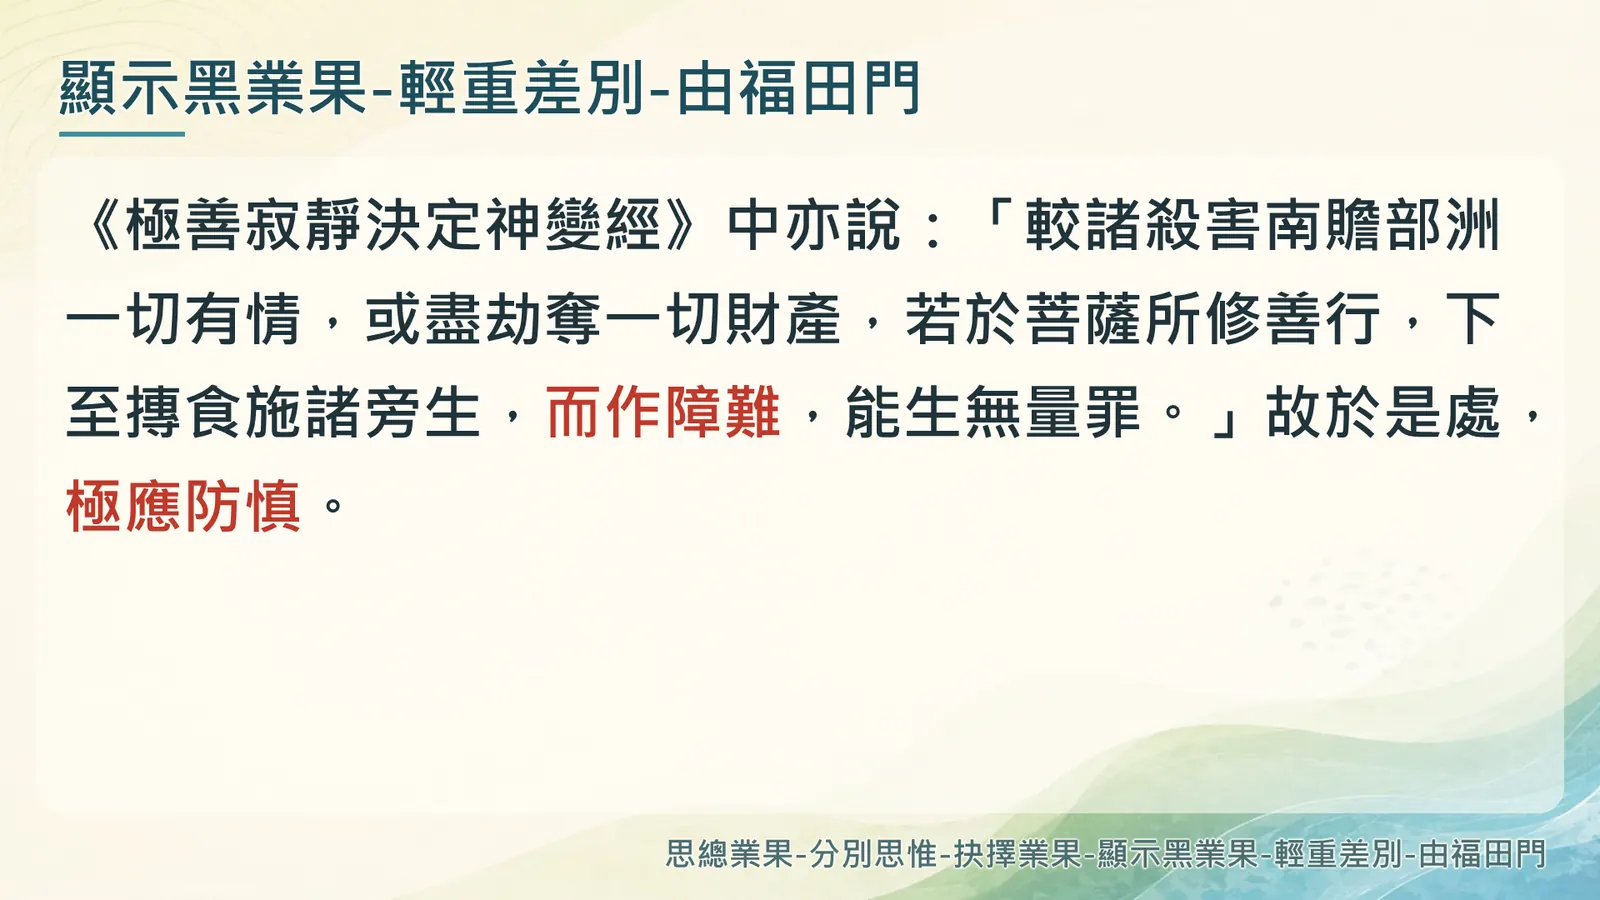 顯示黑業果-輕重差別-由福田門
《極善寂靜決定神變經》中亦說：「較諸殺害南贍部洲
一切有情，或盡劫奪一切財產，若於菩薩所修善行，下
至摶食施諸旁生，而作障難，能生無量罪。」故於是處，
極應防慎。
思總業果-分別思惟-抉擇業果-顯示黑業果-輕重差別-由福田門